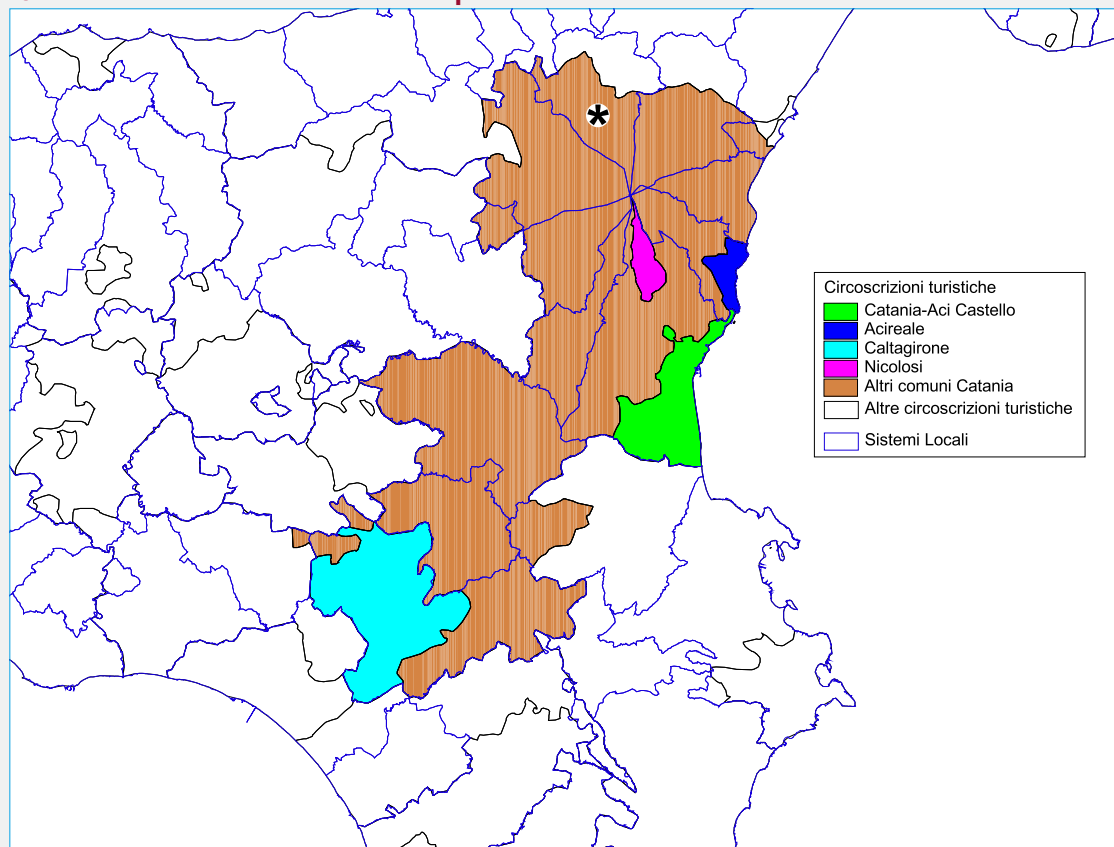 Circoscrizioni turistiche
Catania-Aci Castello
Acireale
Caltagirone
Nicolosi
Altri comuni Catania
Altre circoscrizioni turistiche
Sistemi Locali
*